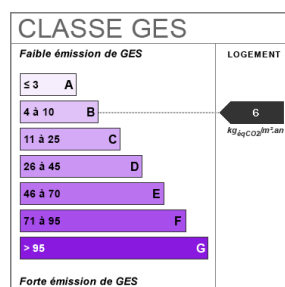 CLASSE GES
Faible émission de GES
LOGEMENT
≤ 3 A
4 à 10 B
6
kgéqCO2/m².an
11 à 25 C
26 à 45 D
46 à 70 E
71 à 95 F
> 95 G
Forte émission de GES